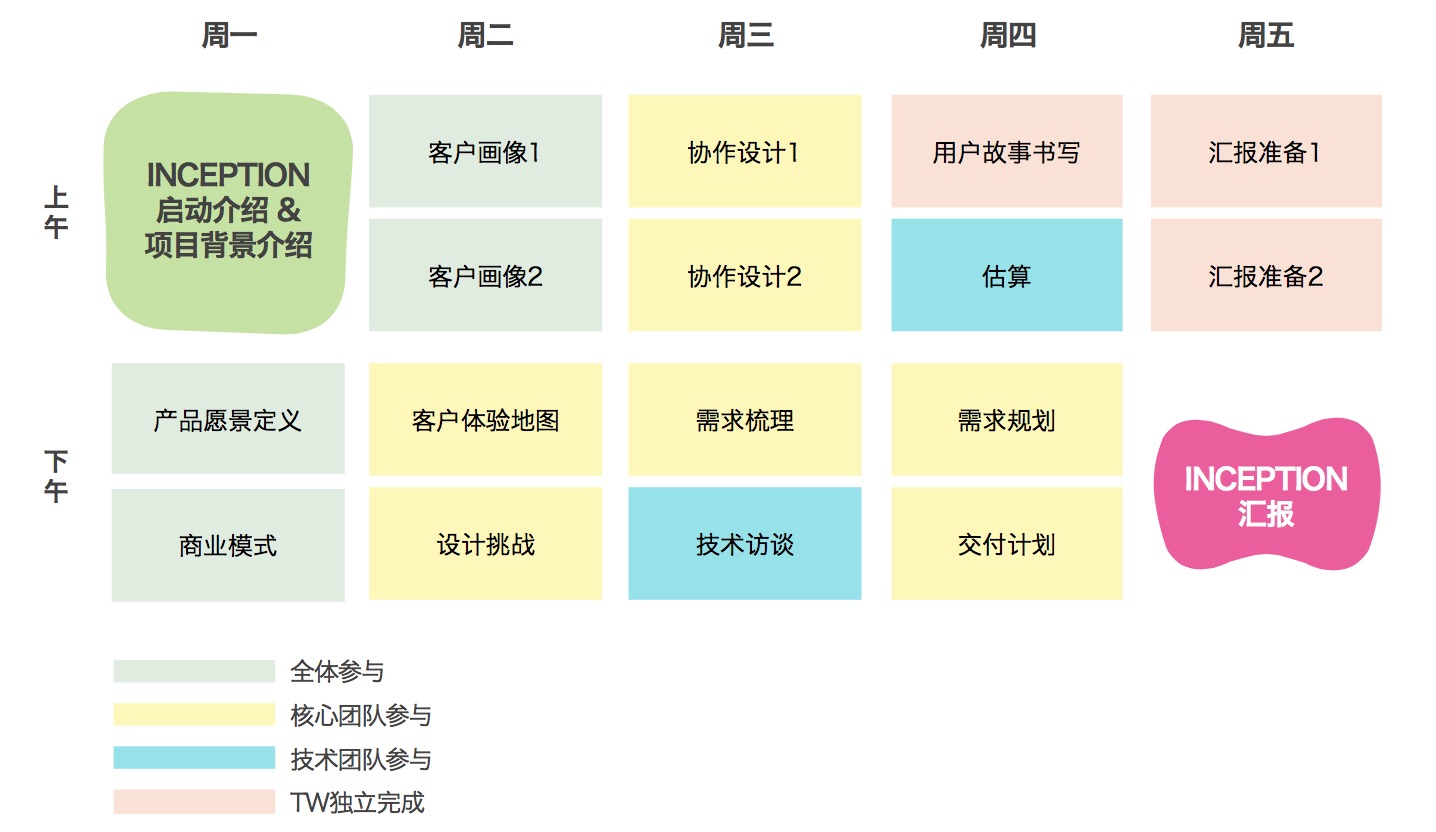 周一
周二
周三
周四
周五
上午
INCEPTION
启动介绍 &
项目背景介绍
客户画像1
协作设计1
用户故事书写
汇报准备1
客户画像2
协作设计2
估算
汇报准备2
下午
产品愿景定义
客户体验地图
需求梳理
需求规划
INCEPTION
汇报
商业模式
设计挑战
技术访谈
交付计划
全体参与
核心团队参与
技术团队参与
TW独立完成